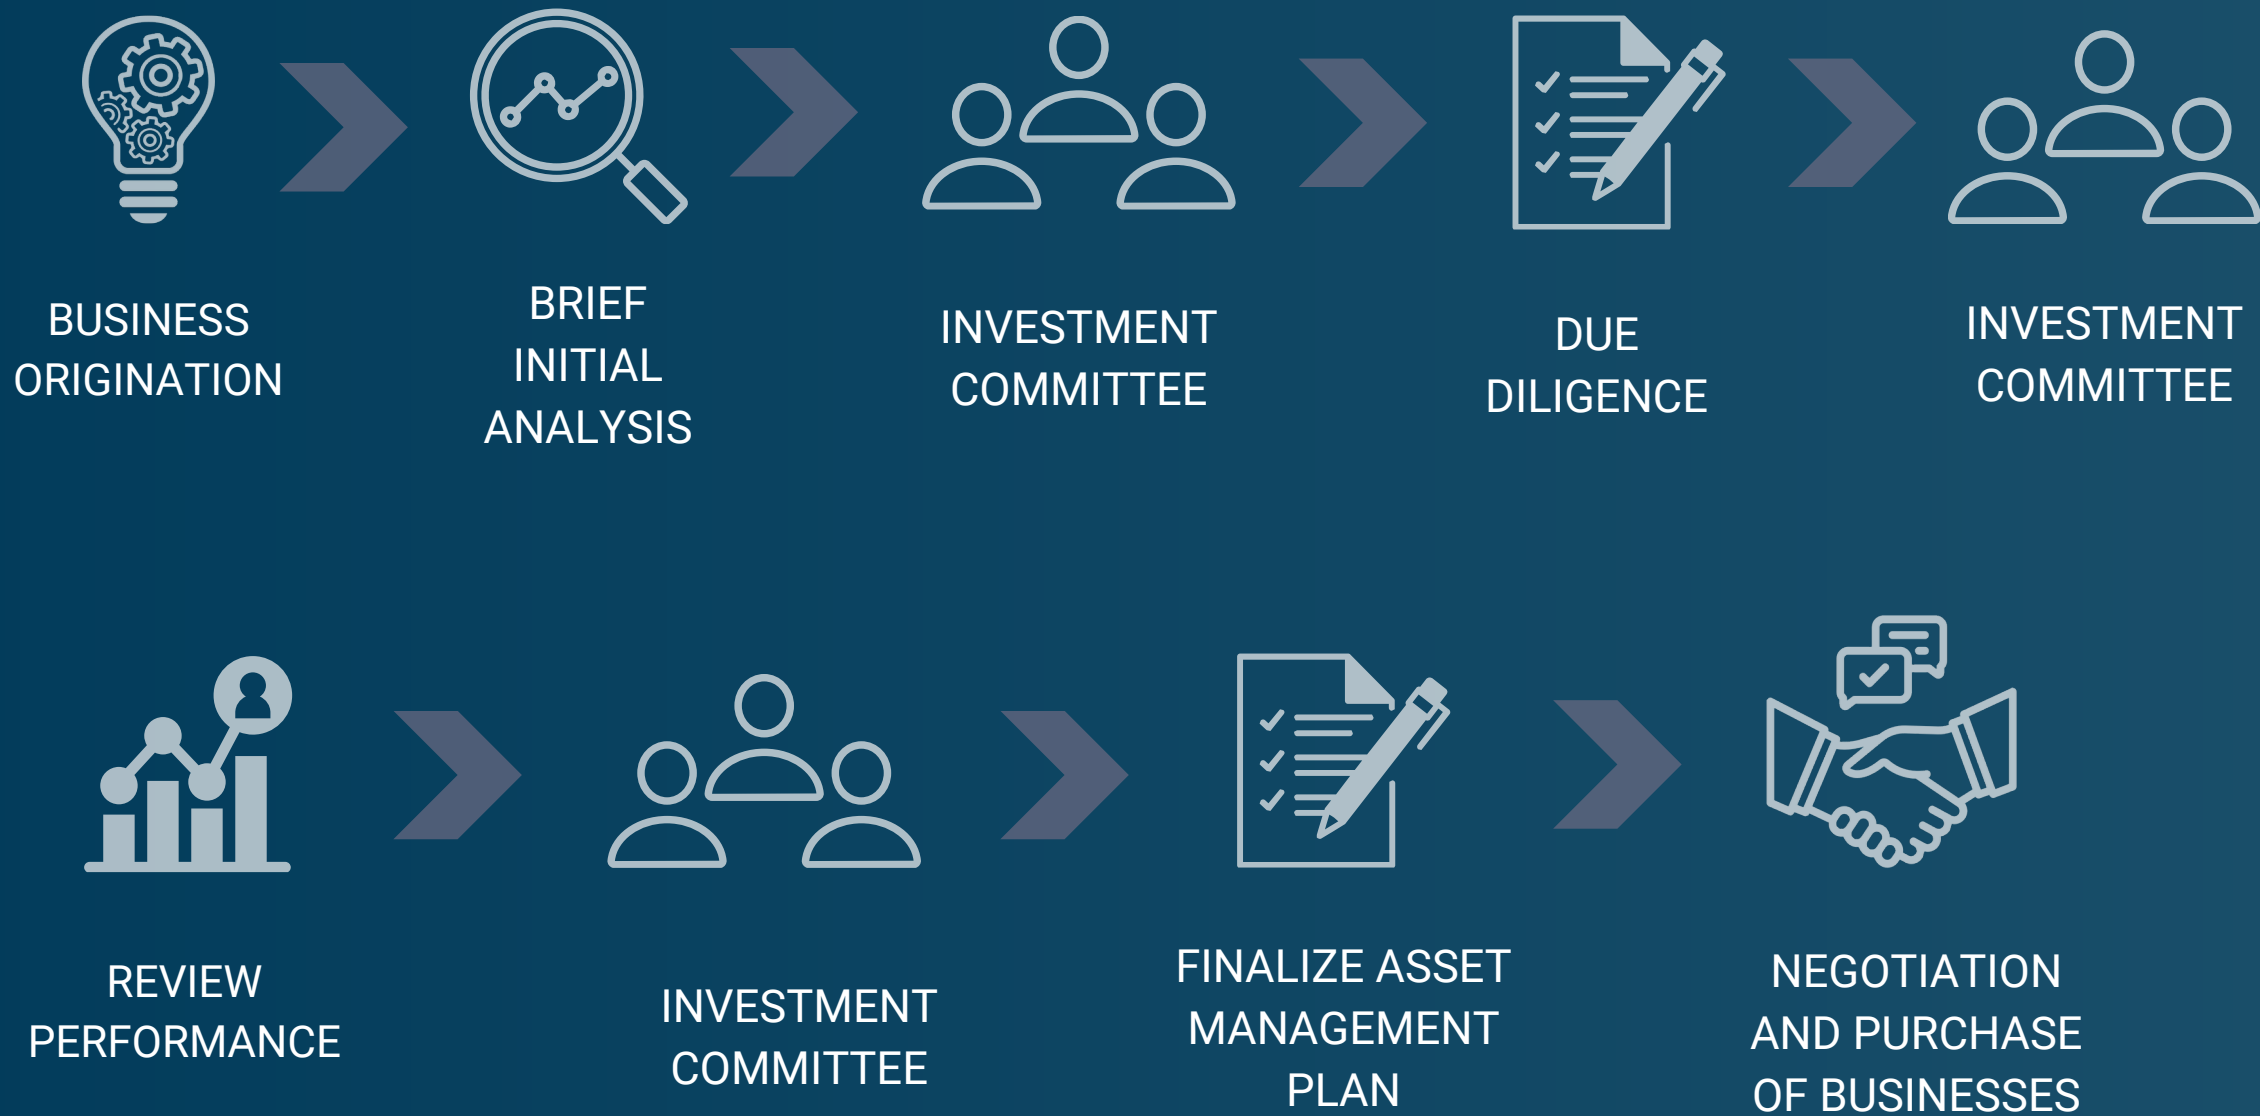 BUSINESS
ORIGINATION
BRIEF
INITIAL
ANALYSIS
INVESTMENT
COMMITTEE
DUE
DILIGENCE
INVESTMENT
COMMITTEE
REVIEW
PERFORMANCE
INVESTMENT
COMMITTEE
FINALIZE ASSET
MANAGEMENT
PLAN
NEGOTIATION
AND PURCHASE
OF BUSINESSES